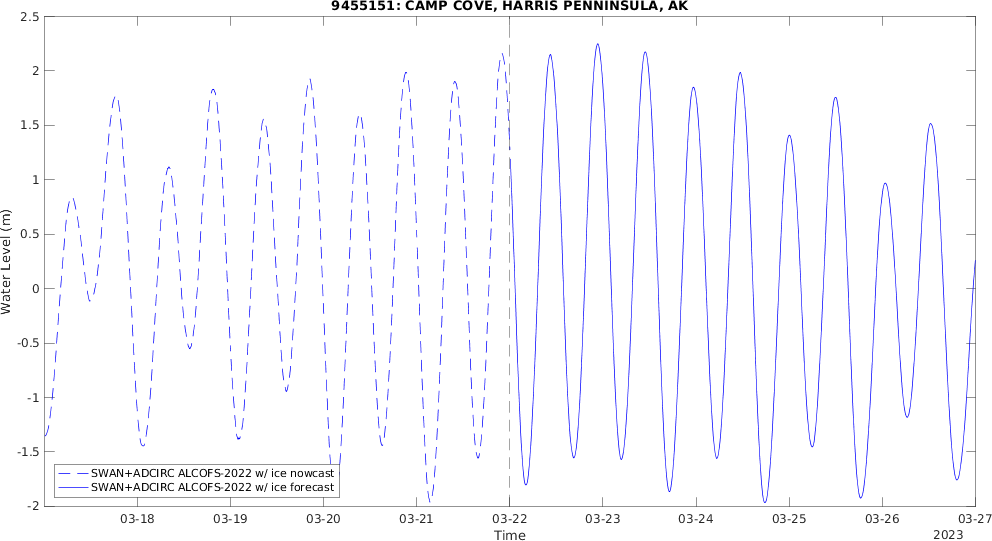 9455151: CAMP COVE, HARRIS PENNINSULA, AK
2.5
2
1.5
1
0.5
0
-0.5
-1
-1.5
-2
Water Level (m)
SWAN+ADCIRC ALCOFS-2022 w/ ice nowcast
SWAN+ADCIRC ALCOFS-2022 w/ ice forecast
03-18 03-19 03-20 03-21 03-22 03-23 03-24 03-25 03-26 03-27
Time
2023